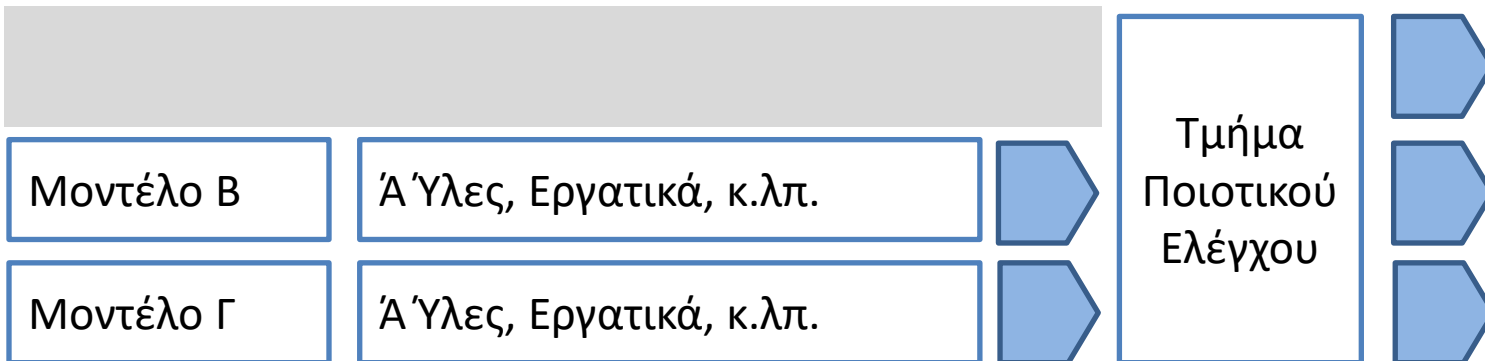 Μοντέλο Β
Ά Ύλες, Εργατικά, κ.λπ.
Μοντέλο Γ
Ά Ύλες, Εργατικά, κ.λπ.
Τμήμα
Ποιοτικού
Ελέγχου